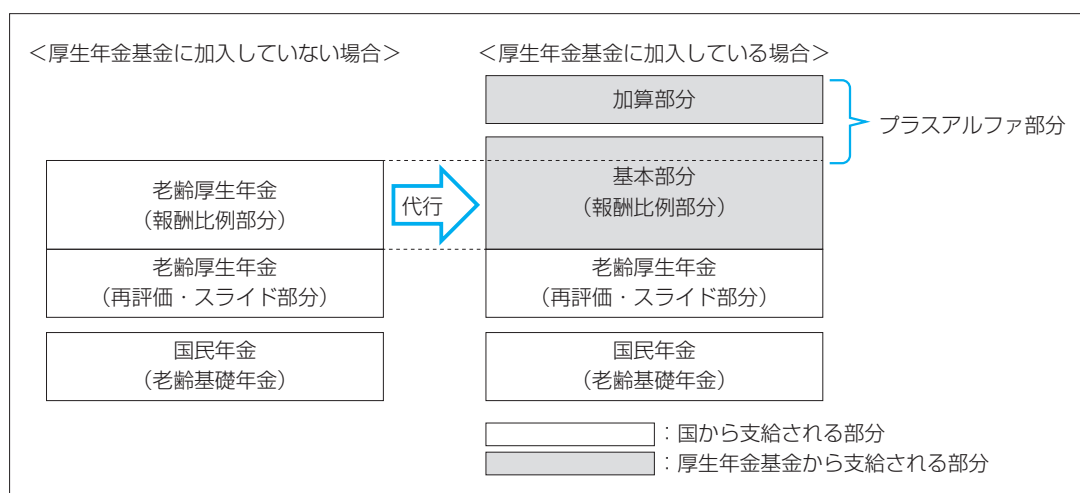 <厚生年金基金に加入していない場合>
老齢厚生年金
(報酬比例部分)
老齢厚生年金
(再評価・スライド部分)
国民年金
(老齢基礎年金)
代行
<厚生年金基金に加入している場合>
加算部分
プラスアルファ部分
基本部分
(報酬比例部分)
老齢厚生年金
(再評価・スライド部分)
国民年金
(老齢基礎年金)
:国から支給される部分
:厚生年金基金から支給される部分